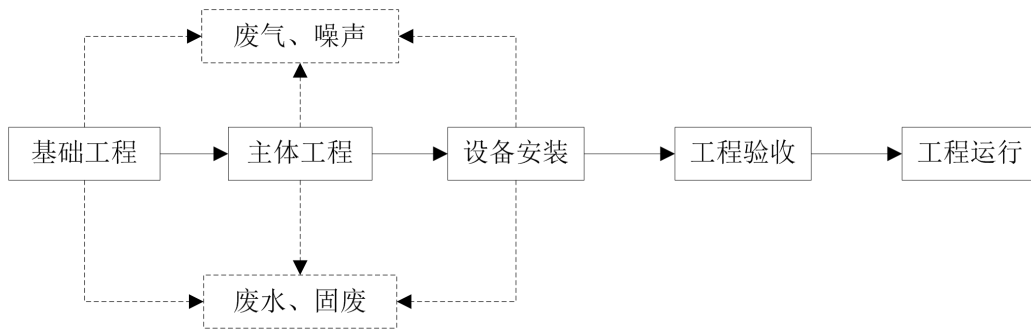 废气、噪声
基础工程
主体工程
设备安装
工程验收
工程运行
废水、固废